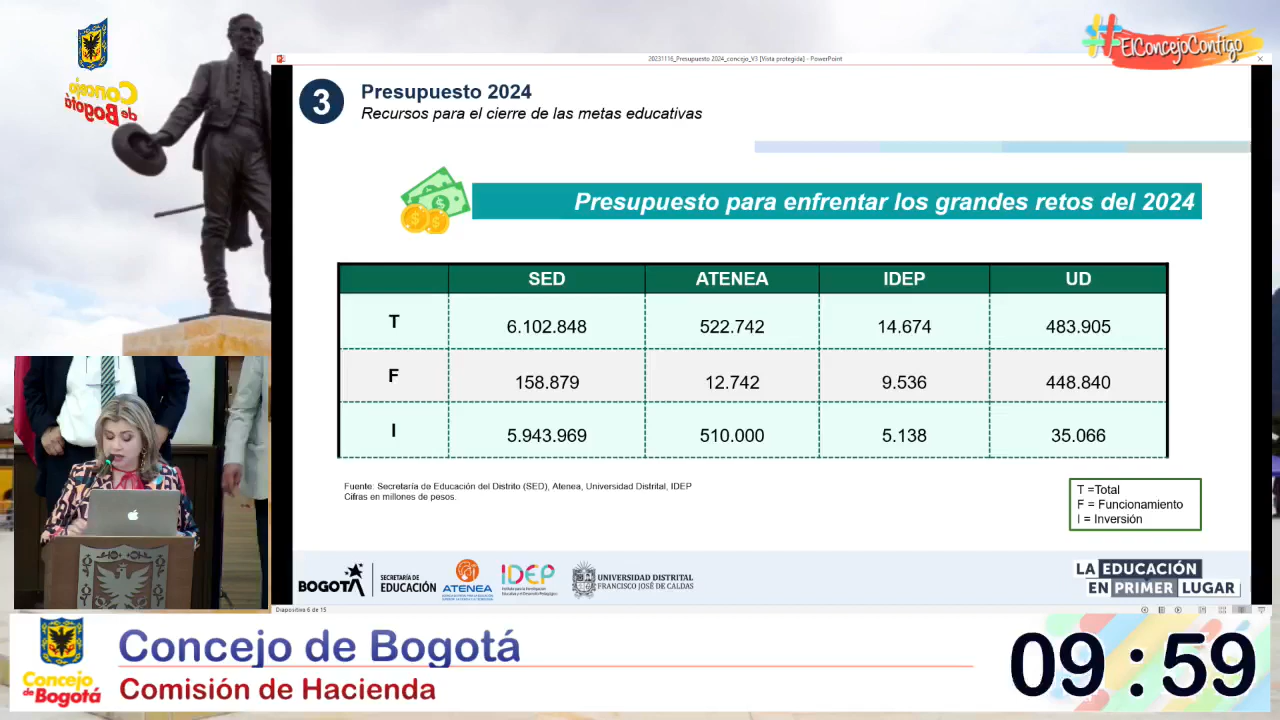 #ElConcejoContigo
Concejo
de Bogotá
20231116_Presupuesto 2024_concejo_V3 [Vista protegida] - PowerPoint
3
Presupuesto 2024
Recursos para el cierre de las metas educativas
Presupuesto para enfrentar los grandes retos del 2024
SED ATENEA IDEP UD
T 6.102.848 522.742 14.674 483.905
F 158.879 12.742 9.536 448.840
I 5.943.969 510.000 5.138 35.066
Fuente: Secretaría de Educación del Distrito (SED), Atenea, Universidad Distrital, IDEP
Cifras en millones de pesos.
T =Total
F = Funcionamiento
I = Inversión
BOGOTÁ
SECRETARÍA DE
EDUCACIÓN
ATENEA
IDEP
UNIVERSIDAD DISTRITAL
FRANCISCO JOSÉ DE CALDAS
LA EDUCACIÓN
EN PRIMER LUGAR
Diapositiva 6 de 15
Concejo
de Bogotá
Concejo de Bogotá
Comisión de Hacienda
09:59